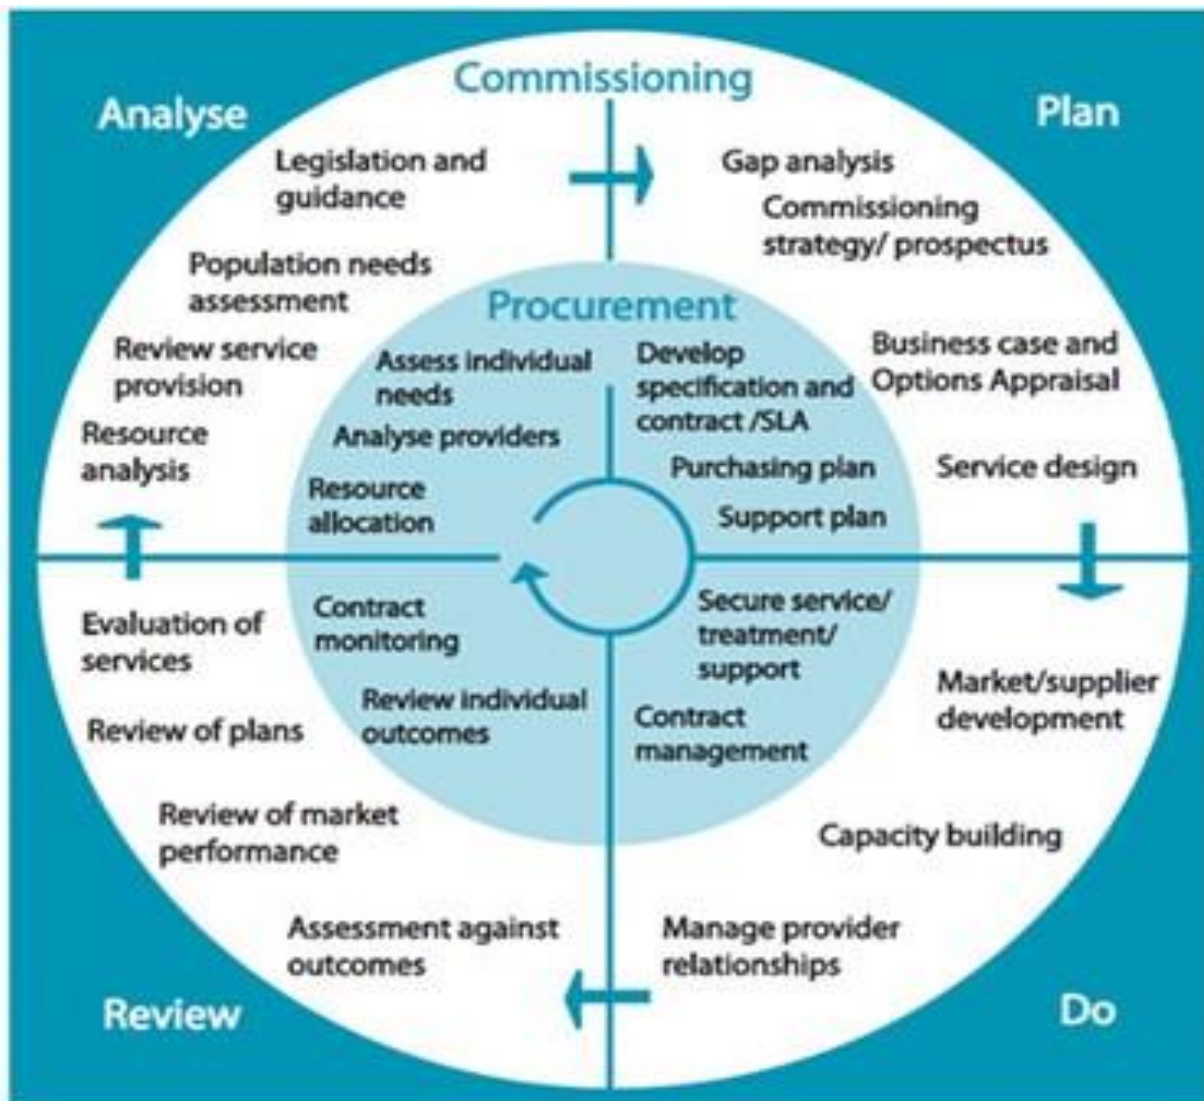 Commissioning
Analyse
Plan
Legislation and
guidance
Population needs
assessment
Review service
provision
Resource
analysis
Gap analysis
Commissioning
strategy/ prospectus
Business case and
Options Appraisal
Service design
Procurement
Assess individual
needs
Analyse providers
Resource
allocation
Develop
specification and
contract /SLA
Purchasing plan
Support plan
Contract
monitoring
Review individual
outcomes
Secure service/
treatment/
support
Contract
management
Evaluation of
services
Review of plans
Review of market
performance
Assessment against
outcomes
Market/supplier
development
Capacity building
Manage provider
relationships
Review
Do